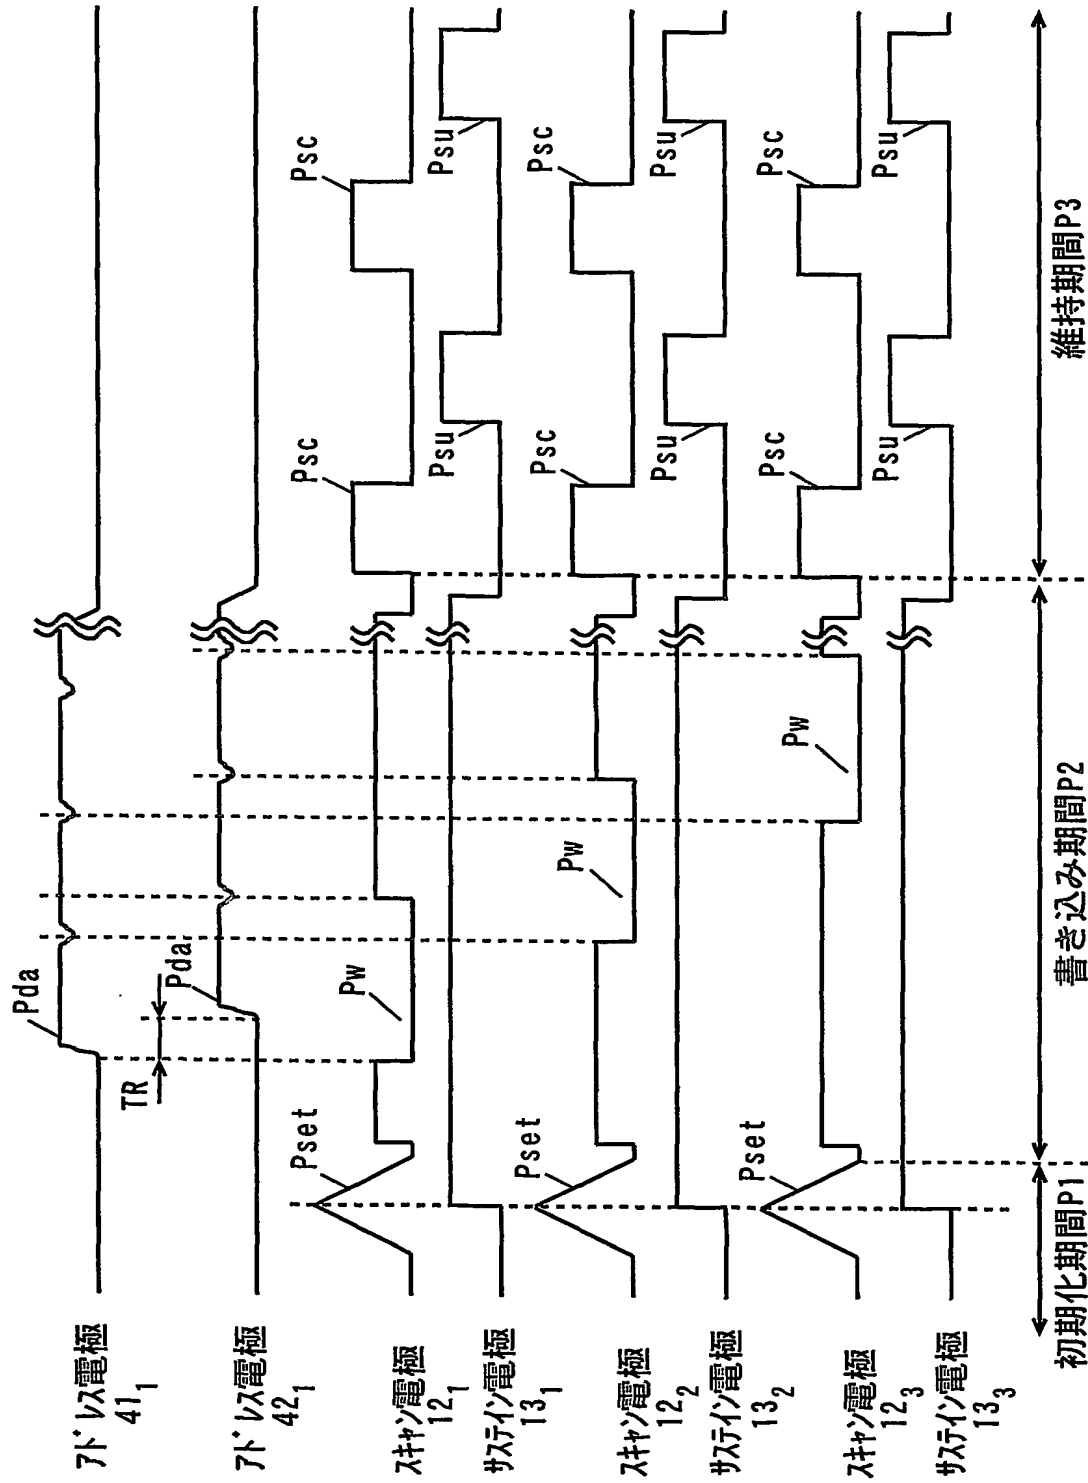 アドレス電極
41₁
Pda
TR
アドレス電極
42₁
Pda
スキャン電極
12₁
Pset
Pw
Psc
Psc
サステイン電極
13₁
Psu
Psu
スキャン電極
12₂
Pset
Pw
Psc
Psc
サステイン電極
13₂
Psu
Psu
スキャン電極
12₃
Pset
Pw
Psc
Psc
サステイン電極
13₃
Psu
Psu
初期化期間P1
書き込み期間P2
維持期間P3